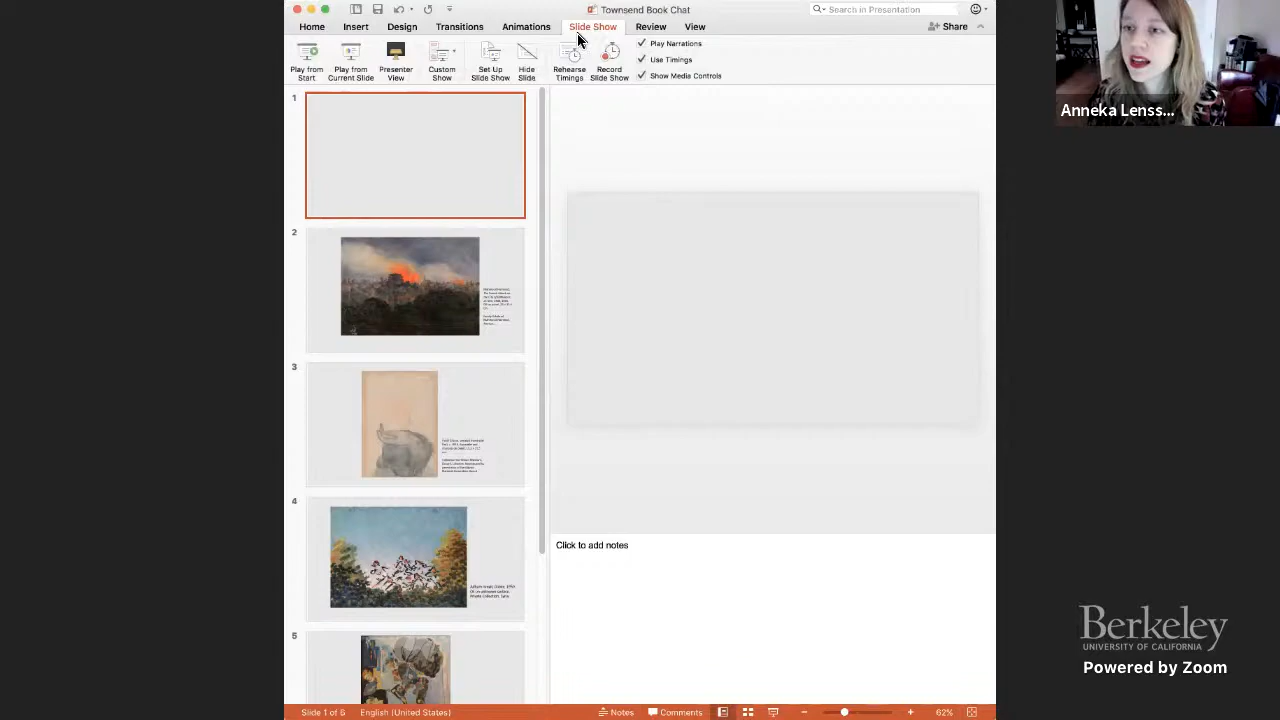 Townsend Book Chat
Search in Presentation
Home
Insert
Design
Transitions
Animations
Slide Show
Review
View
Share
Play from
Start
Play from
Current Slide
Presenter
View
Custom
Show
Set Up
Slide Show
Hide
Slide
Rehearse
Timings
Record
Slide Show
Play Narrations
Use Timings
Show Media Controls
Anneka Lenss...
1
2
3
4
5
Click to add notes
Berkeley
UNIVERSITY OF CALIFORNIA
Powered by Zoom
Slide 1 of 6
English (United States)
Notes
Comments
62%